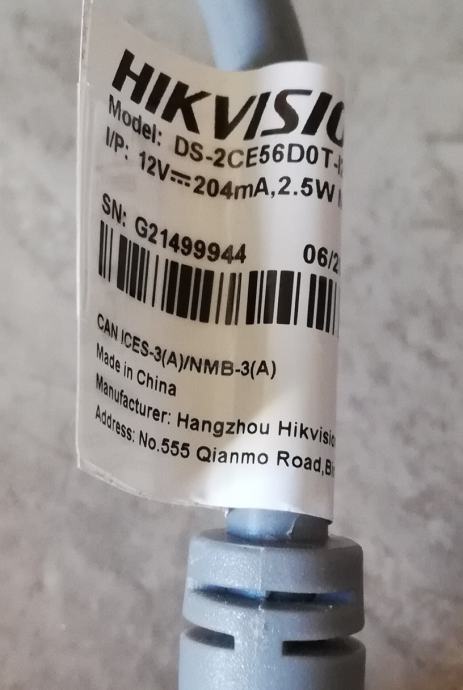 HIKVISIO
Model: DS-2CE56D0T-I
I/P: 12V⎓204mA,2.5W
SN: G21499944 06/2
CAN ICES-3(A)/NMB-3(A)
Made in China
Manufacturer: Hangzhou Hikvisio
Address: No.555 Qianmo Road,Bi